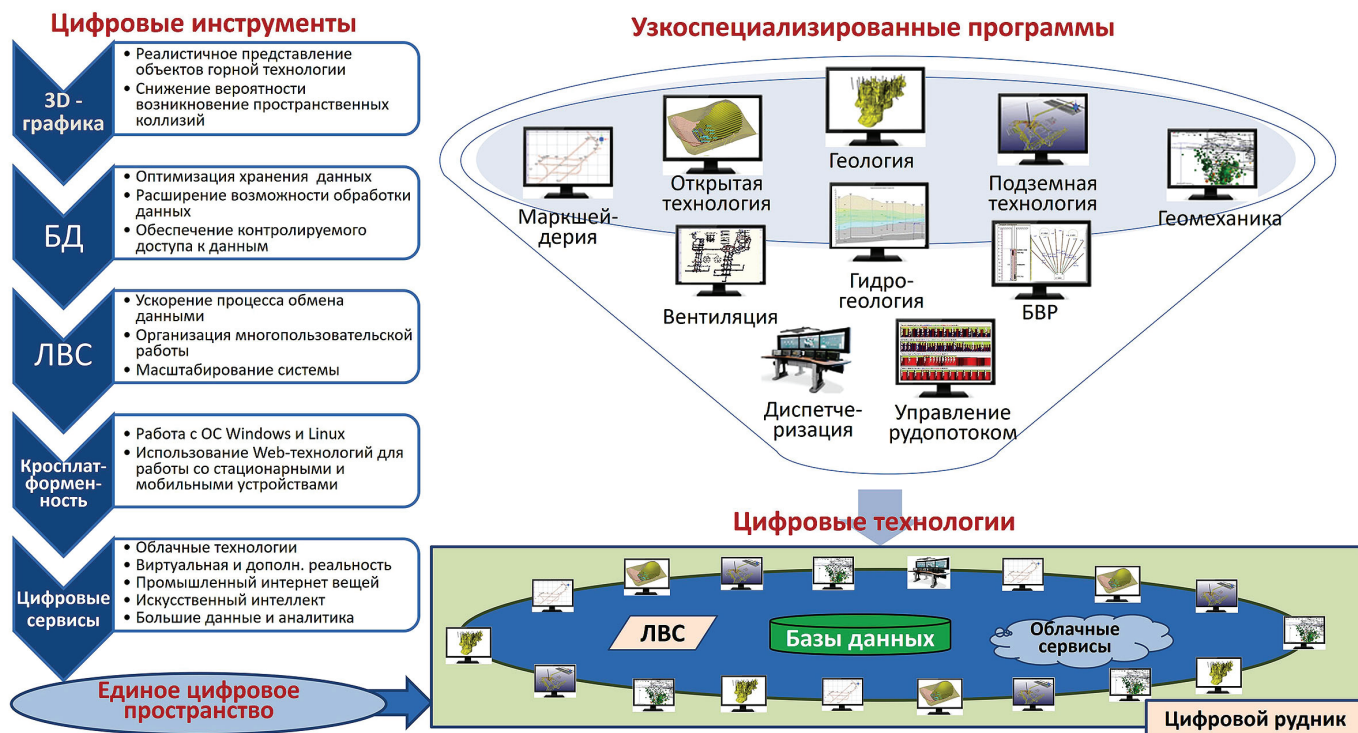 Цифровые инструменты
3D -
графика
• Реалистичное представление
объектов горной технологии
• Снижение вероятности
возникновение пространственных
коллизий
БД
• Оптимизация хранения данных
• Расширение возможности обработки
данных
• Обеспечение контролируемого
доступа к данным
ЛВС
• Ускорение процесса обмена
данными
• Организация многопользовательской
работы
• Масштабирование системы
Кросплат-
формен-
ность
• Работа с ОС Windows и Linux
• Использование Web-технологий для
работы со стационарными и
мобильными устройствами
Цифровые
сервисы
• Облачные технологии
• Виртуальная и дополн. реальность
• Промышленный интернет вещей
• Искусственный интеллект
• Большие данные и аналитика
Единое цифровое
пространство
Узкоспециализированные программы
Маркшей-
дерия
Открытая
технология
Геология
Подземная
технология
Геомеханика
Вентиляция
Гидро-
геология
БВР
Диспетче-
ризация
Управление
рудопотоком
Цифровые технологии
ЛВС
Базы данных
Облачные
сервисы
Цифровой рудник